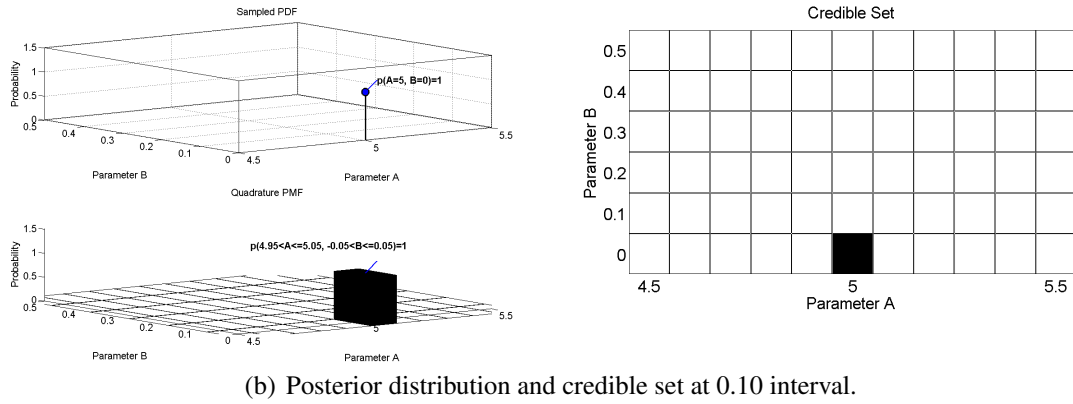 Sampled PDF
1.5
1
0.5
0
Probability
p(A=5, B=0)=1
0.5
0.4
0.3
0.2
0.1
0
4.5
5
5.5
Parameter B
Parameter A
Quadrature PMF
1.5
1
0.5
0
Probability
p(4.95<A<=5.05, -0.05<B<=0.05)=1
0.5
0.4
0.3
0.2
0.1
0
4.5
5
5.5
Parameter B
Parameter A
Credible Set
0.5
0.4
0.3
0.2
0.1
0
Parameter B
4.5
5
5.5
Parameter A
(b) Posterior distribution and credible set at 0.10 interval.